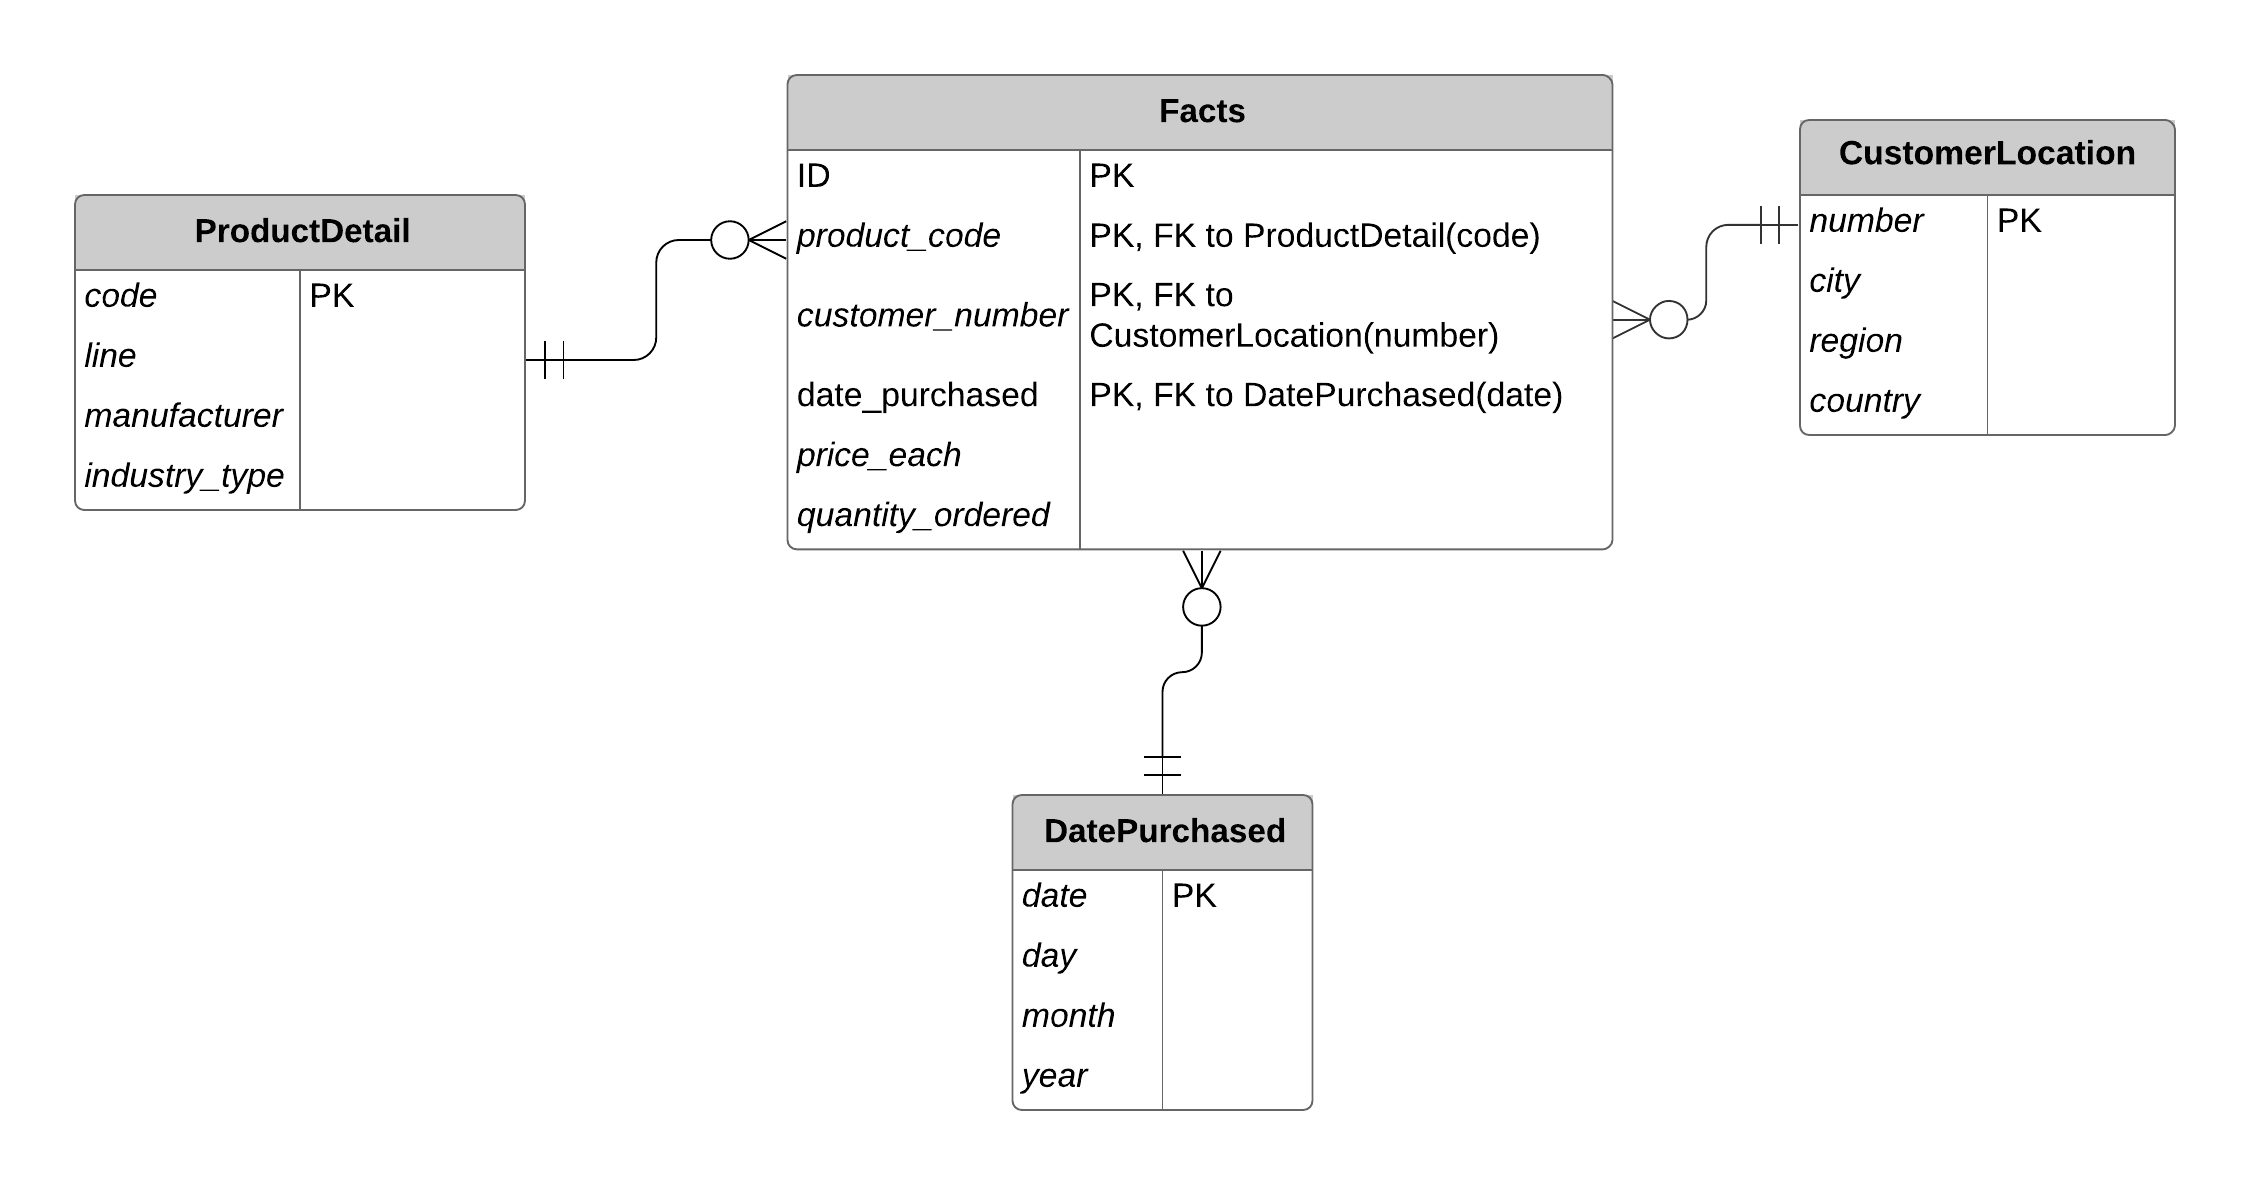 Facts
ID PK
product_code PK, FK to ProductDetail(code)
customer_number PK, FK to
CustomerLocation(number)
date_purchased PK, FK to DatePurchased(date)
price_each
quantity_ordered
ProductDetail
code PK
line
manufacturer
industry_type
CustomerLocation
number PK
city
region
country
DatePurchased
date PK
day
month
year